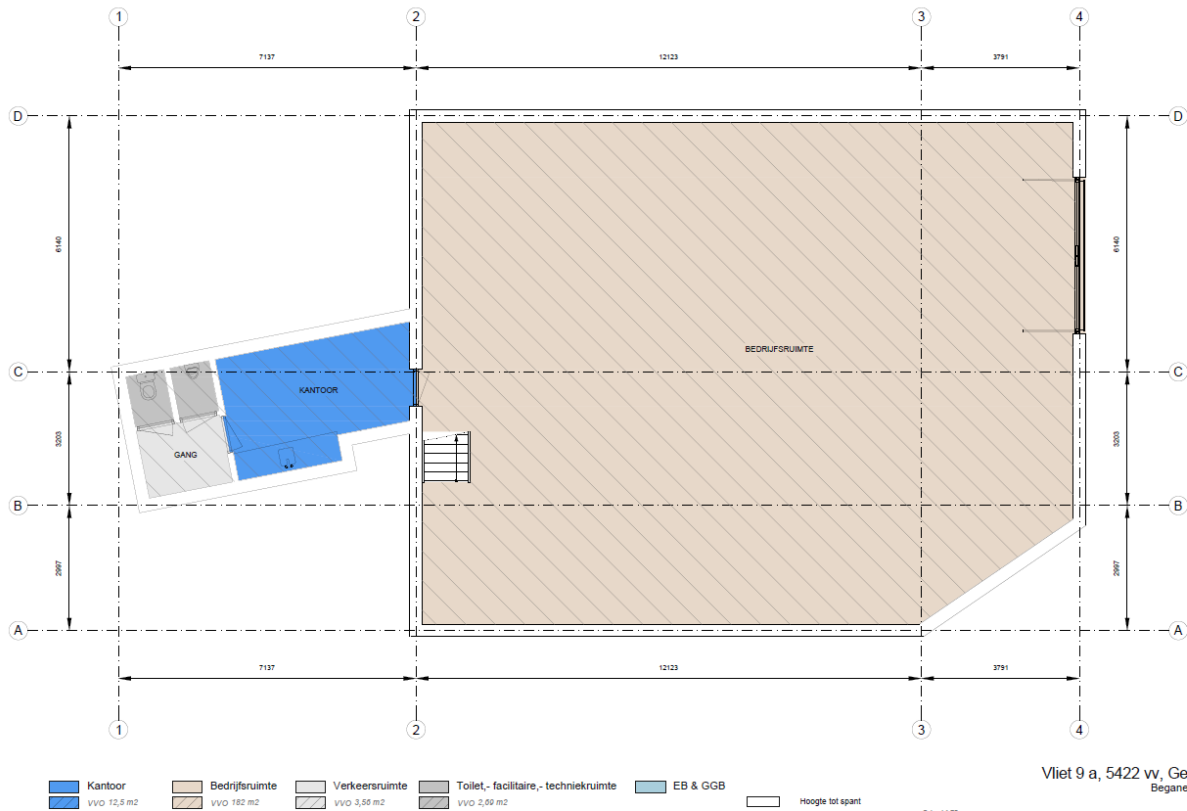 1 2 3 4
7137 12123 3791
D D
6140 6140
BEDRIJFSRUIMTE
C C
KANTOOR
3203 3203
GANG
B B
2997 2997
A A
7137 12123 3791
1 2 3 4
Vliet 9 a, 5422 vv, Ge
Kantoor Bedrijfsruimte Verkeersruimte Toilet,- facilitaire,- techniekruimte EB & GGB
Begane
VVO 12,5 m2 VVO 182 m2 VVO 3,56 m2 VVO 2,69 m2
Hoogte tot spant